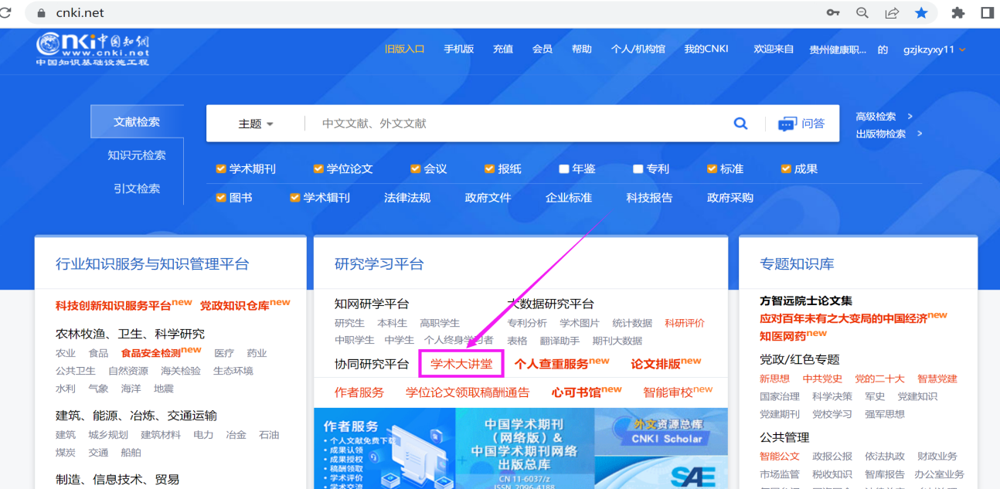 cnki.net
cnki中国知网
www.cnki.net
中国知识基础设施工程
旧版入口 手机版 充值 会员 帮助 个人/机构馆 我的CNKI 欢迎来自 贵州健康职... 的 gzjkzyxy11
文献检索
知识元检索
引文检索
主题 中文文献、外文文献 问答
高级检索 >
出版物检索 >
学术期刊 学位论文 会议 报纸 年鉴 专利 标准 成果
图书 学术辑刊 法律法规 政府文件 企业标准 科技报告 政府采购
行业知识服务与知识管理平台
科技创新知识服务平台new 党政知识仓库new
农林牧渔、卫生、科学研究
农业 食品 食品安全检测new 医疗 药业
公共卫生 自然资源 海关检验 生态环境
水利 气象 海洋 地震
建筑、能源、冶炼、交通运输
建筑 城乡规划 建筑材料 电力 冶金 石油
煤炭 交通 船舶
制造、信息技术、贸易
研究学习平台
知网研学平台 大数据研究平台
研究生 本科生 高职学生 专利分析 学术图片 统计数据 科研评价
中职学生 中学生 个人终身学习者 表格 翻译助手 期刊大数据
协同研究平台 学术大讲堂 个人查重服务new 论文排版new
作者服务 学位论文领取稿酬通告 心可书馆new 智能审校new
作者服务
• 个人文献免费下载
• 成果认领
• 成果授权
• 稿酬领取
• 学术评价
• 学术交流
中国学术期刊
（网络版）&
中国学术期刊网络
出版总库
CN 11-6037/z
ISSN 2096-4188
外文资源总库
CNKI Scholar
SAE
专题知识库
方智远院士论文集
应对百年未有之大变局的中国经济new
知医网药new
党政/红色专题
新思想 中共党史 党的二十大 智慧党建
国家治理 科学决策 军史 党建知识
党建期刊 党校学习 强军思想
公共管理
智能公文 政报公报 依法执政 财政业务
市场监管 税收知识 智库报告 办公室业务